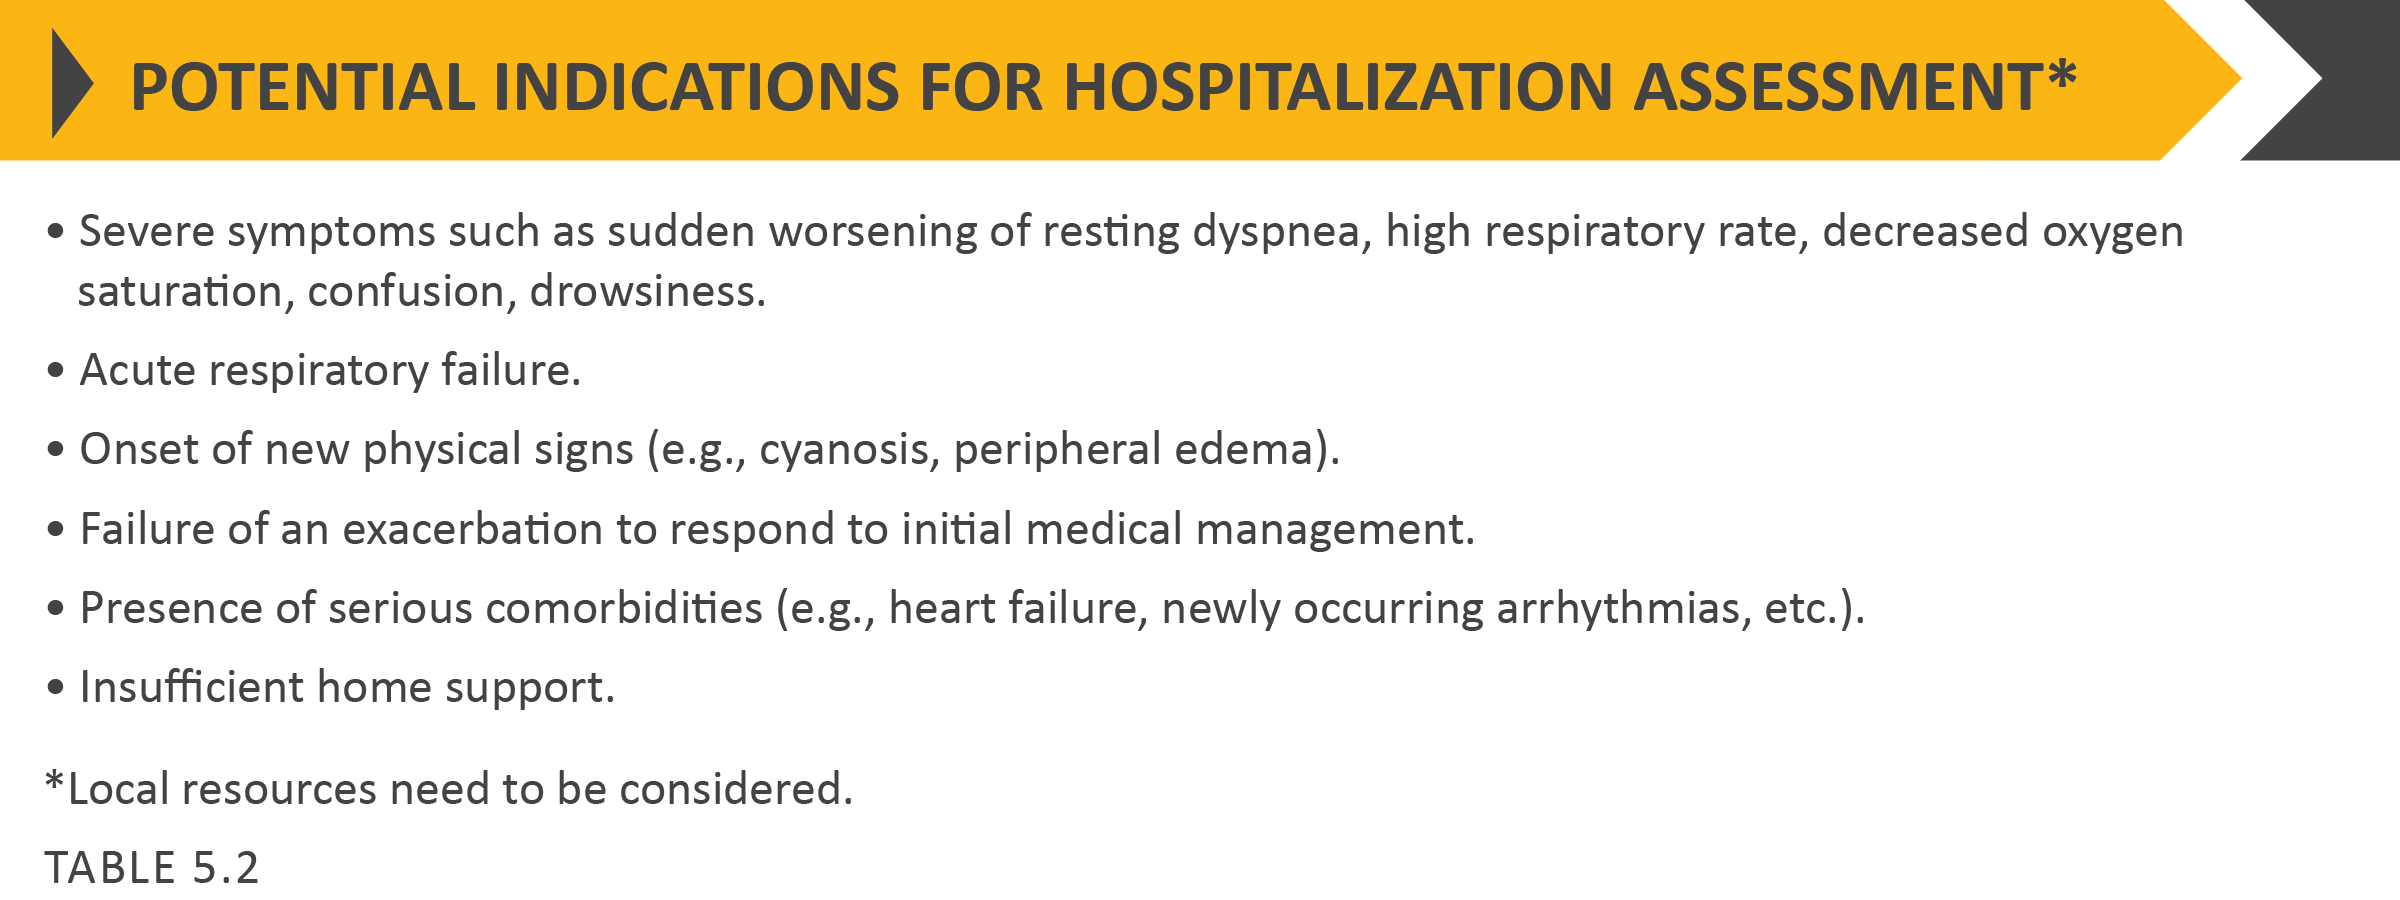 POTENTIAL INDICATIONS FOR HOSPITALIZATION ASSESSMENT*
• Severe symptoms such as sudden worsening of resting dyspnea, high respiratory rate, decreased oxygen
saturation, confusion, drowsiness.
• Acute respiratory failure.
• Onset of new physical signs (e.g., cyanosis, peripheral edema).
• Failure of an exacerbation to respond to initial medical management.
• Presence of serious comorbidities (e.g., heart failure, newly occurring arrhythmias, etc.).
• Insufficient home support.
*Local resources need to be considered.
TABLE 5.2